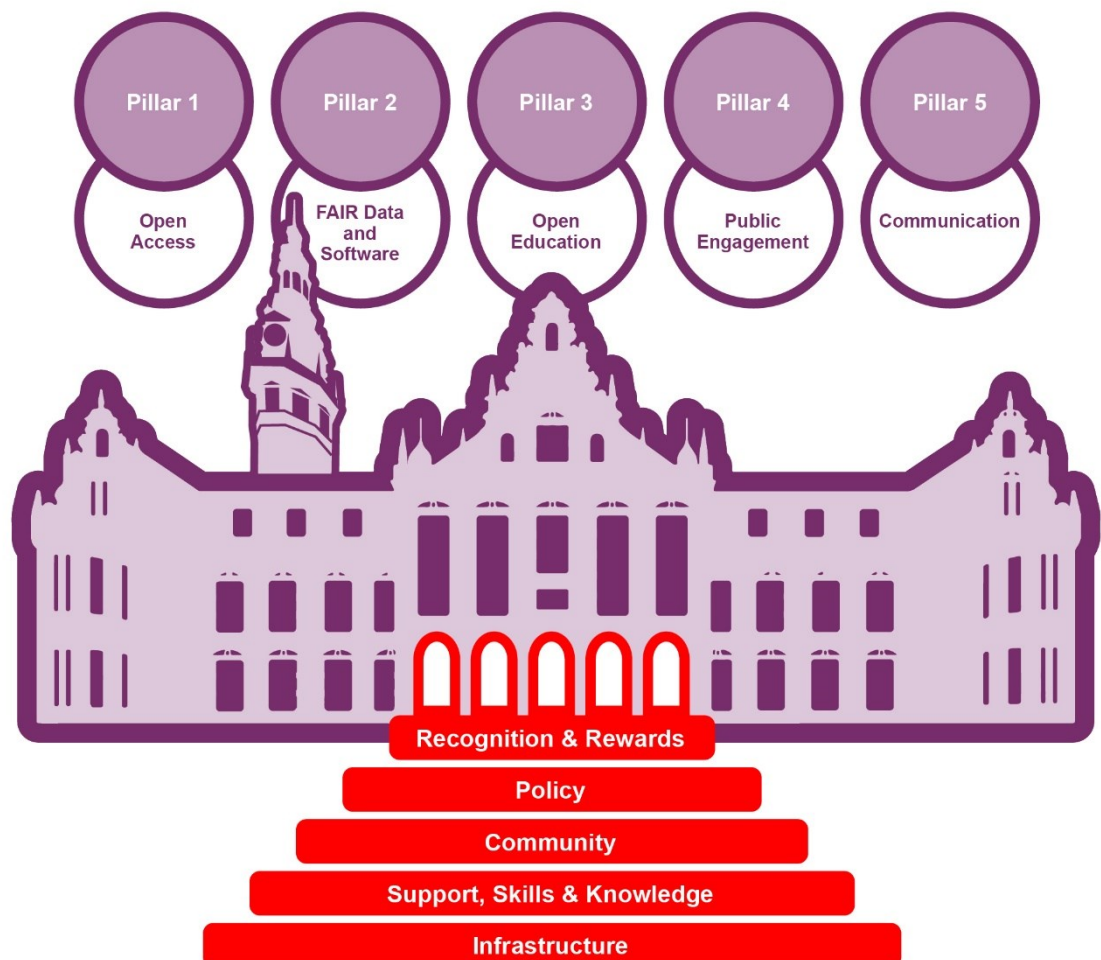 Pillar 1
Pillar 2
Pillar 3
Pillar 4
Pillar 5
Open
Access
FAIR Data
and
Software
Open
Education
Public
Engagement
Communication
Recognition & Rewards
Policy
Community
Support, Skills & Knowledge
Infrastructure